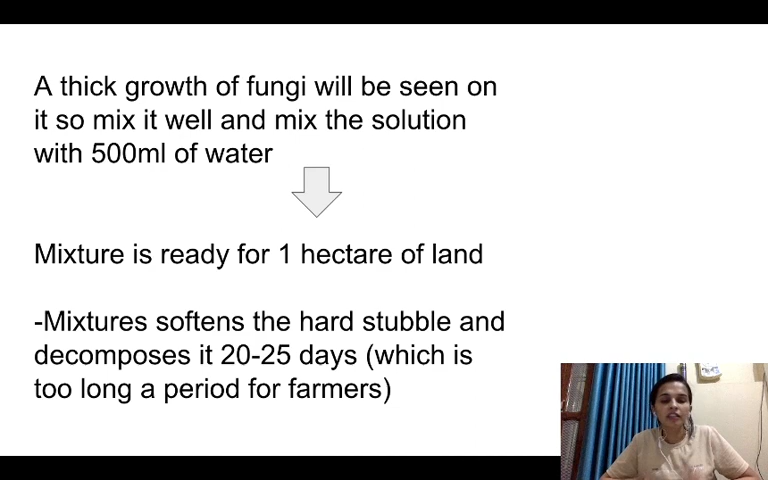 A thick growth of fungi will be seen on
it so mix it well and mix the solution
with 500ml of water
Mixture is ready for 1 hectare of land
-Mixtures softens the hard stubble and
decomposes it 20-25 days (which is
too long a period for farmers)